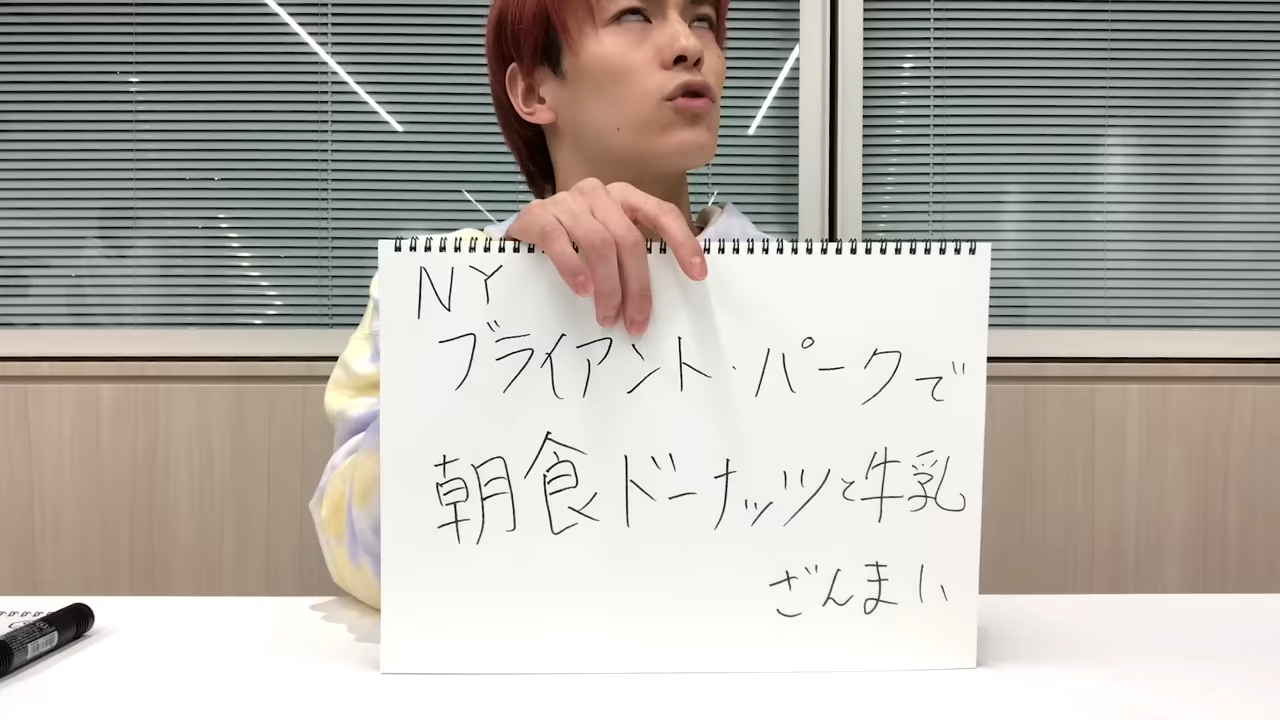 NY
ブライアント・パークで
朝食ドーナッツと牛乳
ざんまい